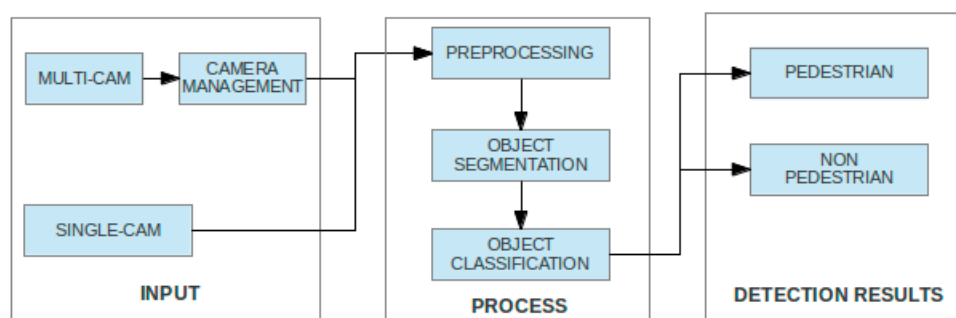 MULTI-CAM
CAMERA
MANAGEMENT
SINGLE-CAM
INPUT
PREPROCESSING
OBJECT
SEGMENTATION
OBJECT
CLASSIFICATION
PROCESS
PEDESTRIAN
NON
PEDESTRIAN
DETECTION RESULTS